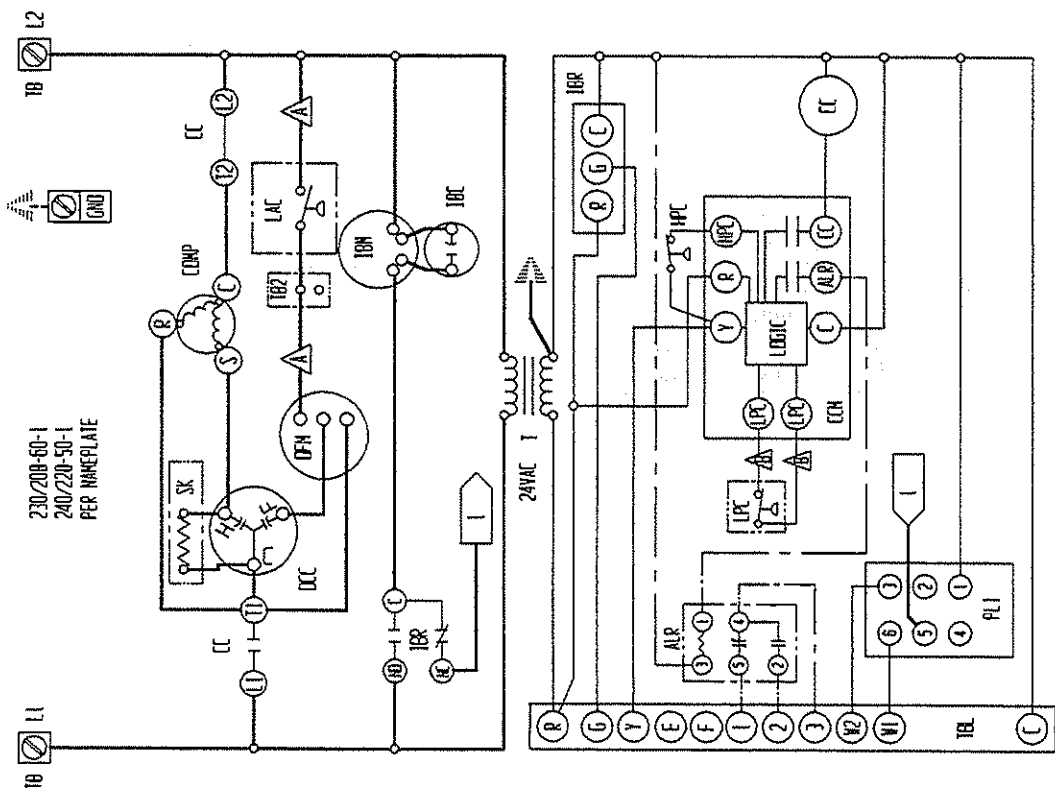 TB L1
TB L2
230/208-60-1
240/220-50-1
PER NAMEPLATE
GND
CC
L1
T1
DCC
SK
H
C
F
S
R
C
COMP
T2
CC
L2
OFM
A
TB2
LAC
A
NO
C
NC
IBR
IBM
IBC
1
24VAC T
R
G
Y
E
F
1
2
3
W2
W1
TBL
C
IBR
R
G
C
ALR
3
1
5
4
2
HPC
HPC
R
Y
LOGIC
CC
ALR
C
LPC
LPC
CCM
CC
LPC
B
B
1
6
3
5
2
4
1
PL1